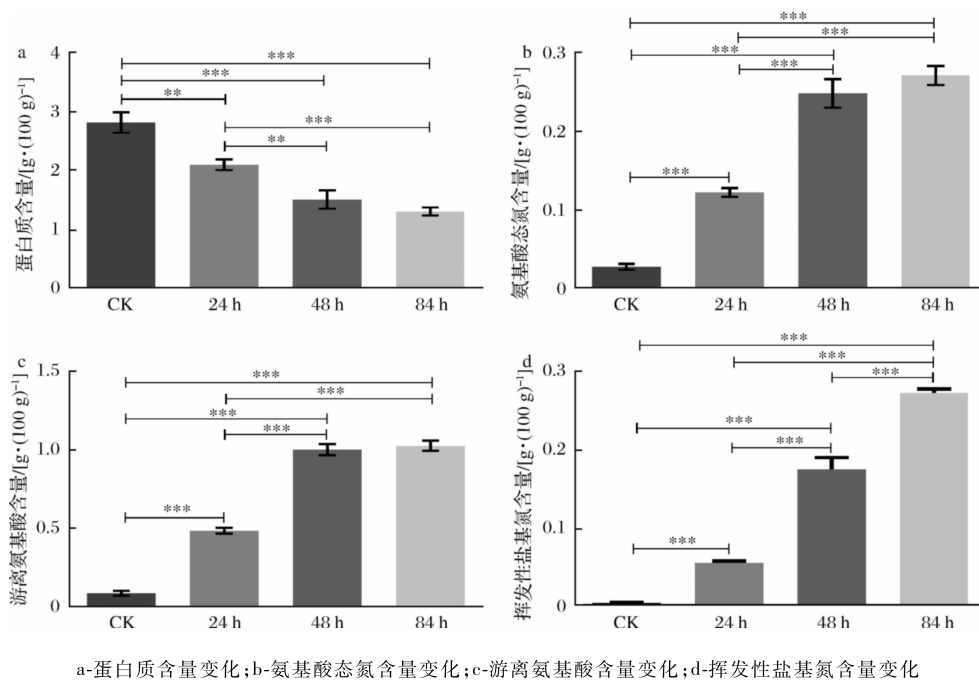 a
蛋白质含量/[g·(100 g)⁻¹]
4
3
2
1
0
***
***
**
***
**
CK
24 h
48 h
84 h
b
氨基酸态氮含量/[g·(100 g)⁻¹]
0.3
0.2
0.1
0
***
***
***
***
***
CK
24 h
48 h
84 h
c
游离氨基酸含量/[g·(100 g)⁻¹]
1.5
1.0
0.5
0
***
***
***
***
***
CK
24 h
48 h
84 h
d
挥发性盐基氮含量/[g·(100 g)⁻¹]
0.3
0.2
0.1
0
***
***
***
***
***
***
CK
24 h
48 h
84 h
a-蛋白质含量变化;b-氨基酸态氮含量变化;c-游离氨基酸含量变化;d-挥发性盐基氮含量变化